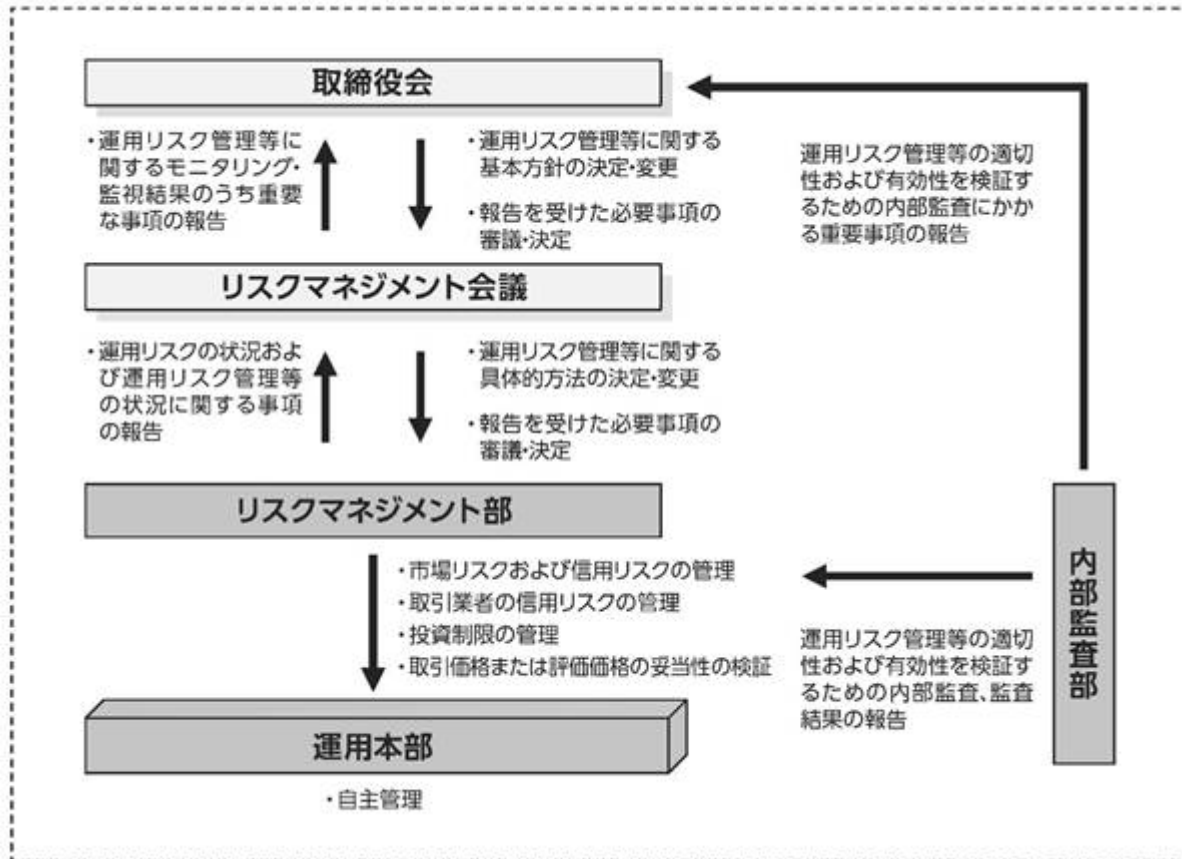 取締役会
・運用リスク管理等に
関するモニタリング・
監視結果のうち重要
な事項の報告
・運用リスク管理等に関する
基本方針の決定・変更
・報告を受けた必要事項の
審議・決定
運用リスク管理等の適切
性および有効性を検証す
るための内部監査にかか
る重要事項の報告
リスクマネジメント会議
・運用リスクの状況およ
び運用リスク管理等
の状況に関する事項
の報告
・運用リスク管理等に関する
具体的方法の決定・変更
・報告を受けた必要事項の
審議・決定
リスクマネジメント部
・市場リスクおよび信用リスクの管理
・取引業者の信用リスクの管理
・投資制限の管理
・取引価格または評価価格の妥当性の検証
内部監査部
運用リスク管理等の適切
性および有効性を検証す
るための内部監査、監査
結果の報告
運用本部
・自主管理